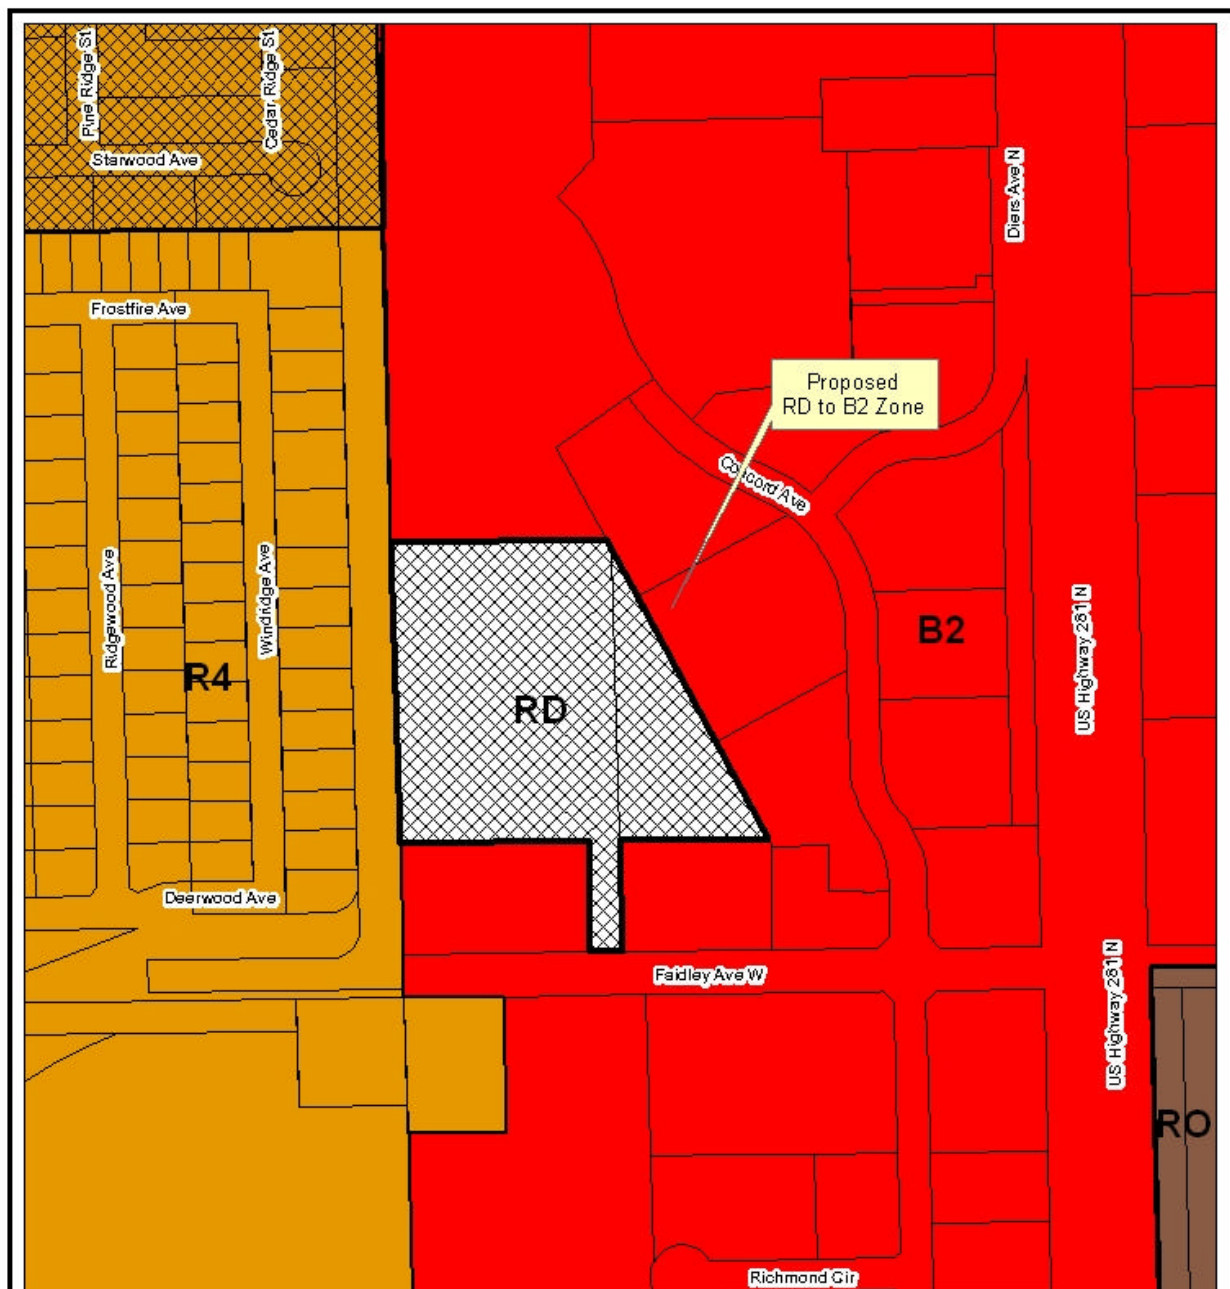 Pine Ridge St
Cedar Ridge St
Starwood Ave
Diers Ave N
Frostfire Ave
Proposed
RD to B2 Zone
Concord Ave
Ridgewood Ave
Windridge Ave
R4
RD
B2
US Highway 281 N
Deerwood Ave
Faidley Ave W
US Highway 281 N
RO
Richmond Cir